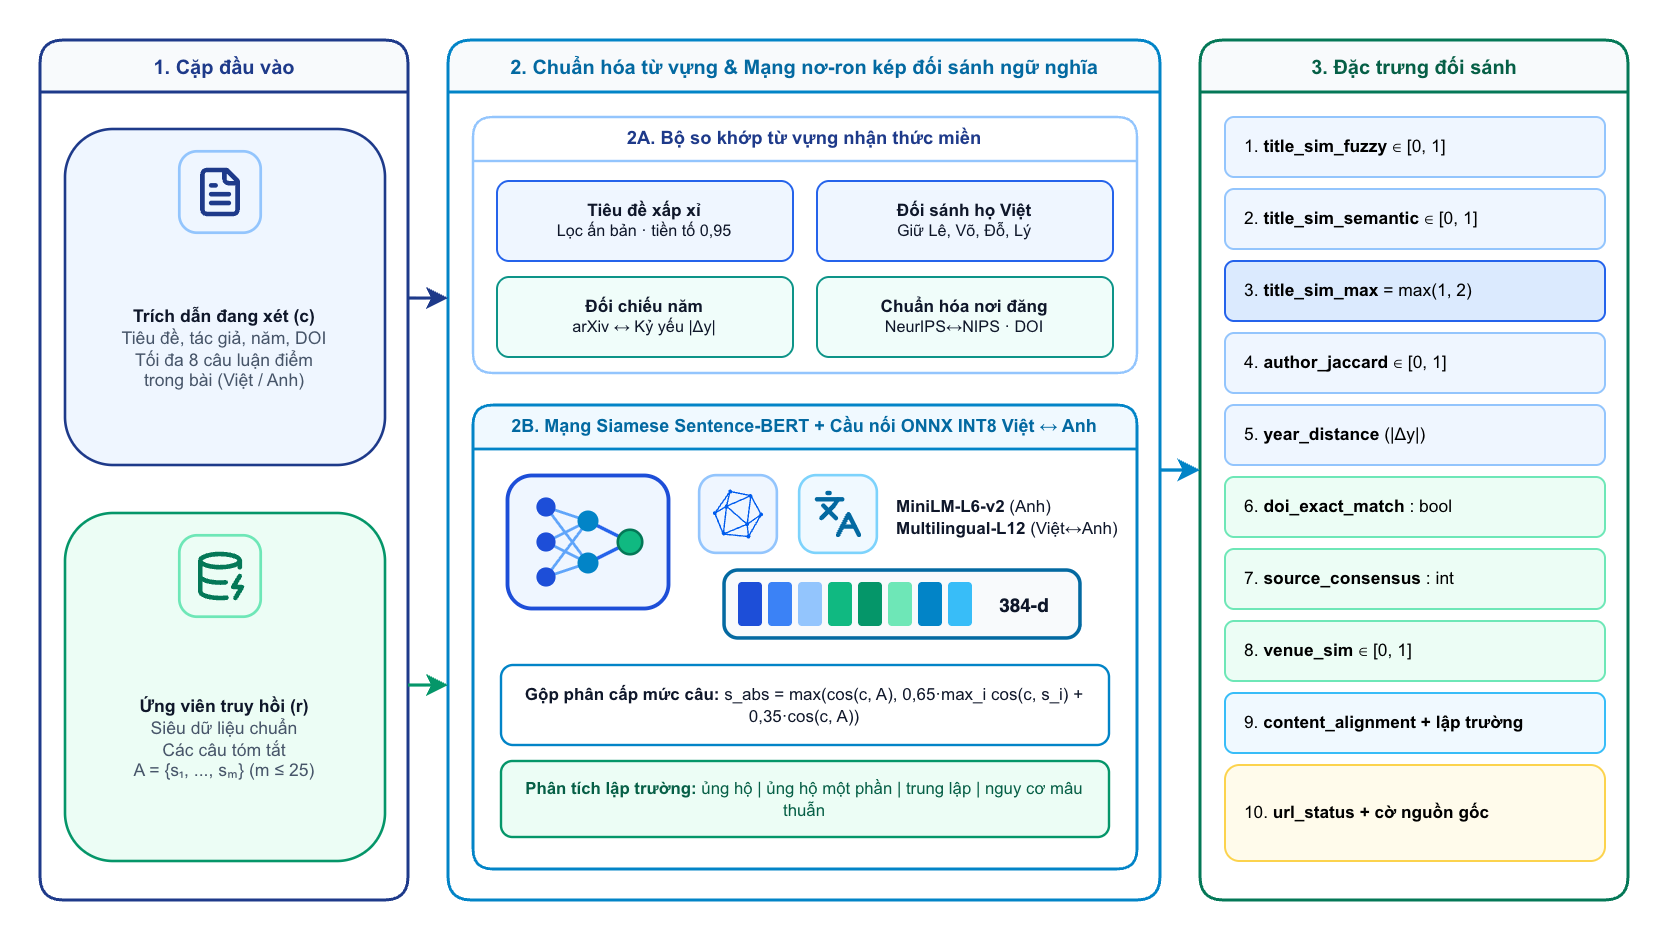 1. Cặp đầu vào
Trích dẫn đang xét (c)
Tiêu đề, tác giả, năm, DOI
Tối đa 8 câu luận điểm
trong bài (Việt / Anh)
Ứng viên truy hồi (r)
Siêu dữ liệu chuẩn
Các câu tóm tắt
A = {s₁, ..., sₘ} (m ≤ 25)
2. Chuẩn hóa từ vựng & Mạng nơ-ron kép đối sánh ngữ nghĩa
2A. Bộ so khớp từ vựng nhận thức miền
Tiêu đề xấp xỉ
Lọc ấn bản · tiền tố 0,95
Đối sánh họ Việt
Giữ Lê, Võ, Đỗ, Lý
Đối chiếu năm
arXiv ↔ Kỷ yếu |Δy|
Chuẩn hóa nơi đăng
NeurIPS↔NIPS · DOI
2B. Mạng Siamese Sentence-BERT + Cầu nối ONNX INT8 Việt ↔ Anh
MiniLM-L6-v2 (Anh)
Multilingual-L12 (Việt↔Anh)
384-d
Gộp phân cấp mức câu: s_abs = max(cos(c, A), 0,65·max_i cos(c, s_i) +
0,35·cos(c, A))
Phân tích lập trường: ủng hộ | ủng hộ một phần | trung lập | nguy cơ mâu
thuẫn
3. Đặc trưng đối sánh
1. title_sim_fuzzy ∈ [0, 1]
2. title_sim_semantic ∈ [0, 1]
3. title_sim_max = max(1, 2)
4. author_jaccard ∈ [0, 1]
5. year_distance (|Δy|)
6. doi_exact_match : bool
7. source_consensus : int
8. venue_sim ∈ [0, 1]
9. content_alignment + lập trường
10. url_status + cờ nguồn gốc